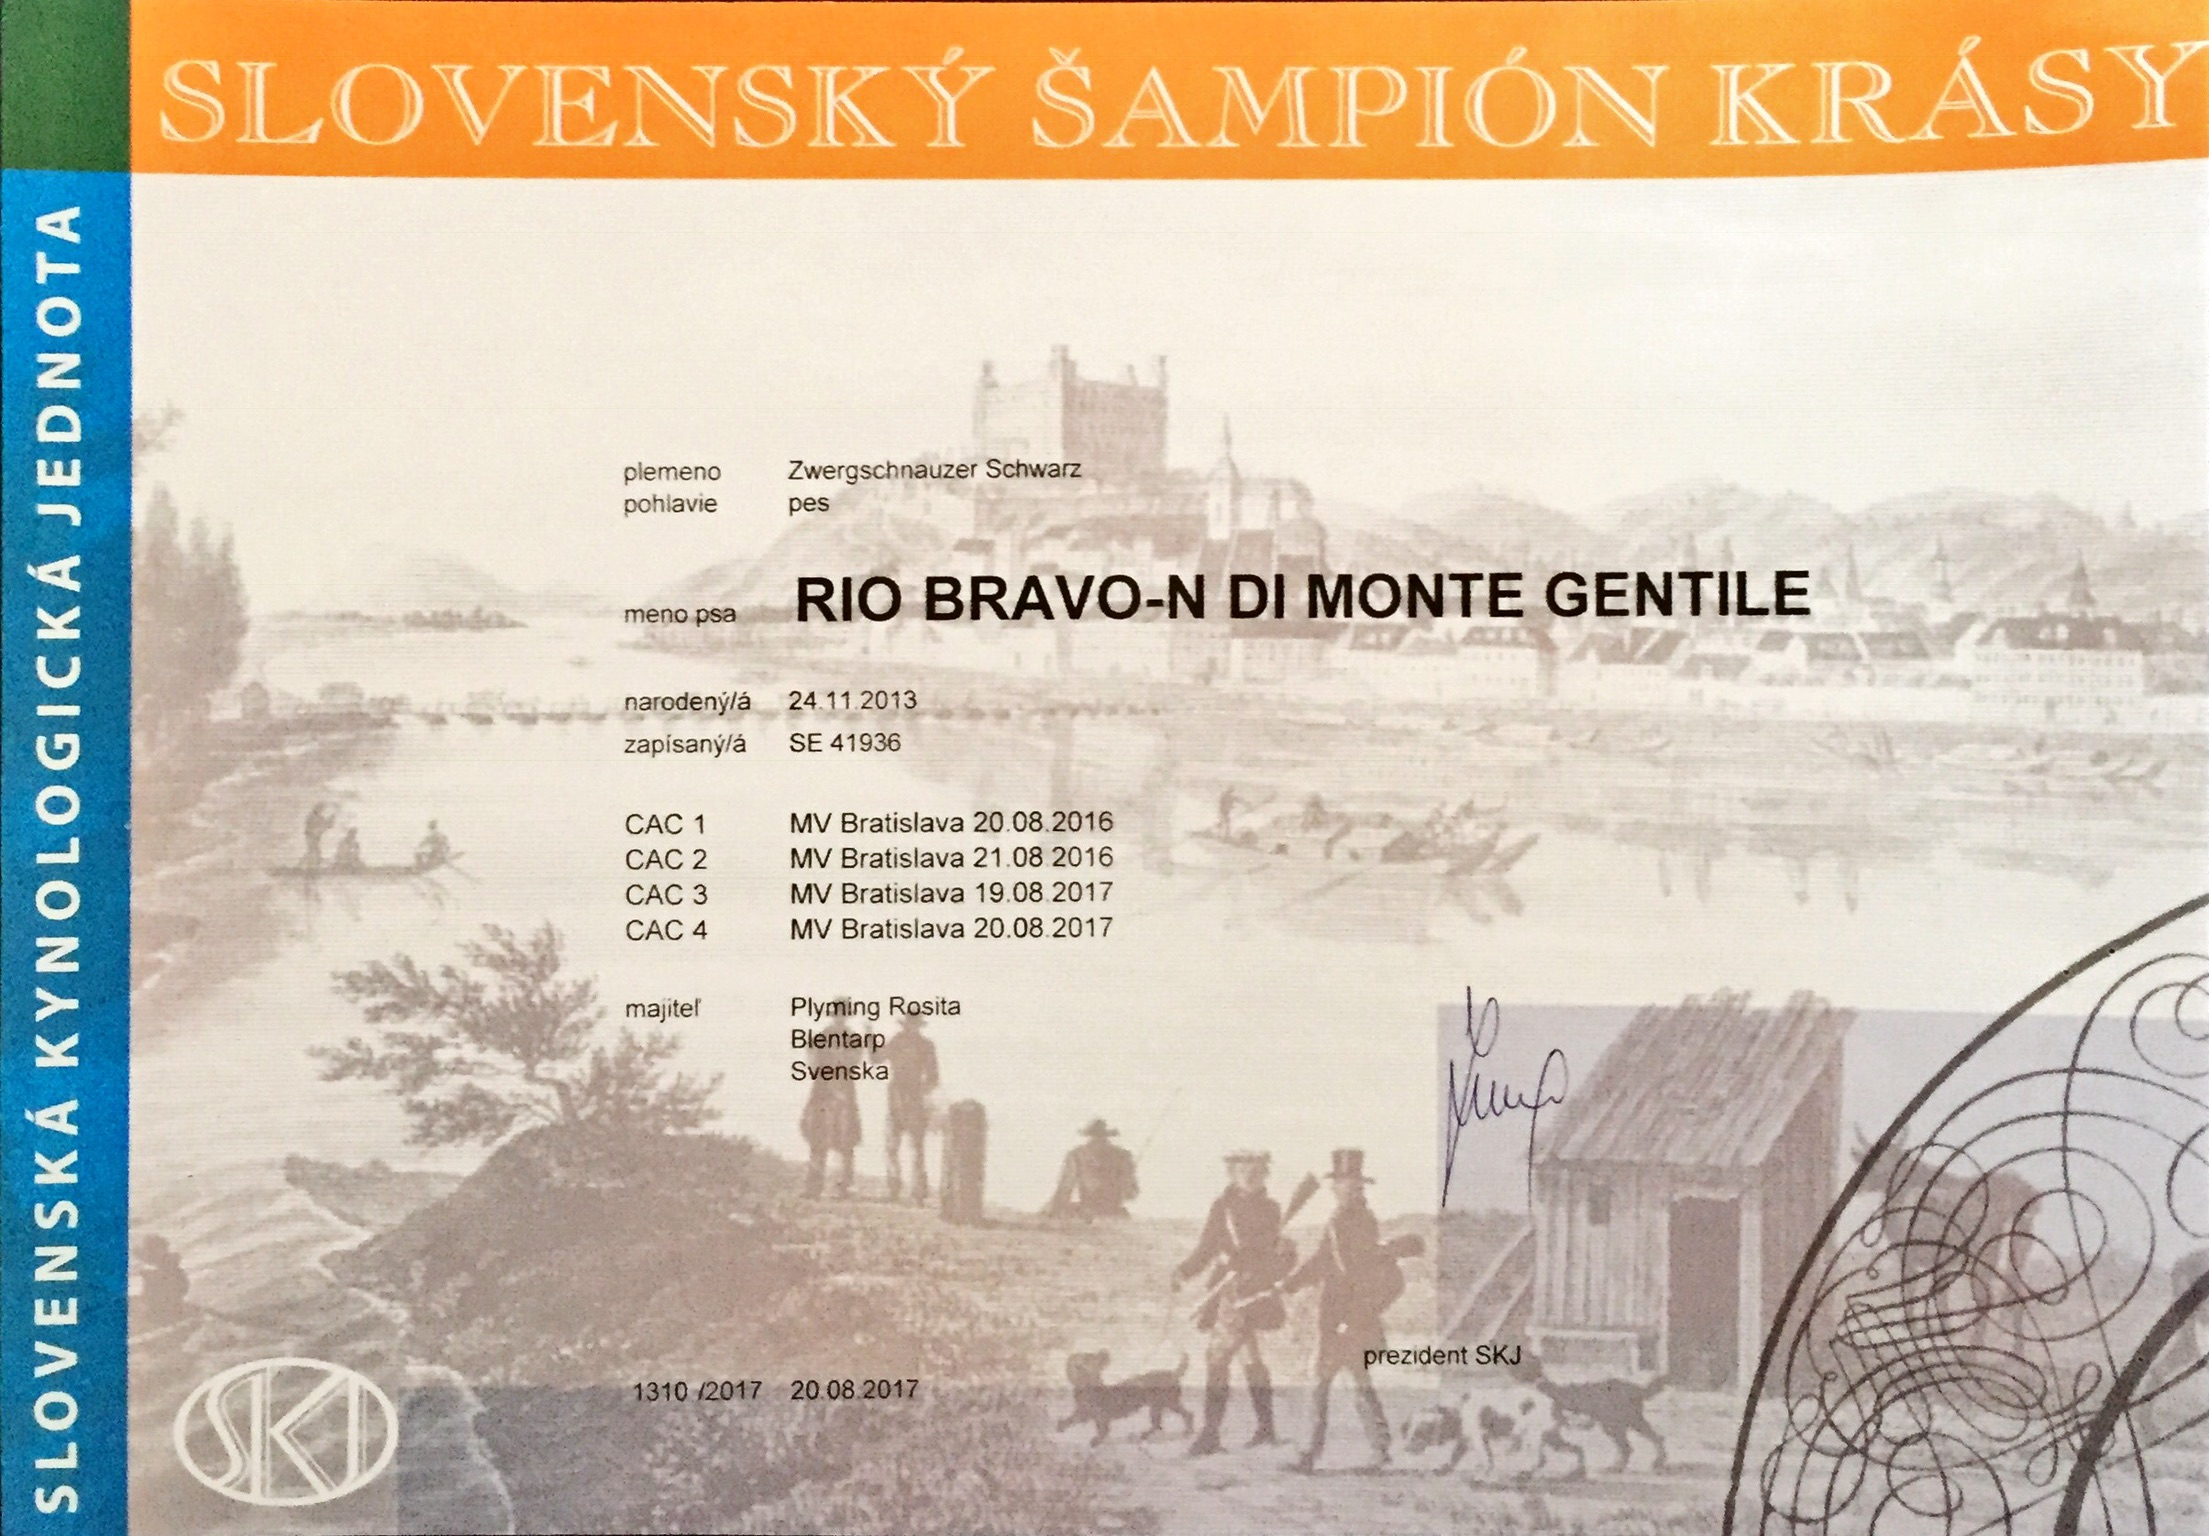 SLOVENSKÝ ŠAMPIÓN KRÁSY
SLOVENSKÁ KYNOLOGICKÁ JEDNOTA
plemeno Zwergschnauzer Schwarz
pohlavie pes
meno psa RIO BRAVO-N DI MONTE GENTILE
narodený/á 24.11.2013
zapísaný/á SE 41936
CAC 1 MV Bratislava 20.08.2016
CAC 2 MV Bratislava 21.08.2016
CAC 3 MV Bratislava 19.08.2017
CAC 4 MV Bratislava 20.08.2017
majiteľ Plyming Rosita
Blentarp
Svenska
prezident SKJ
1310 /2017 20.08.2017
SKJ